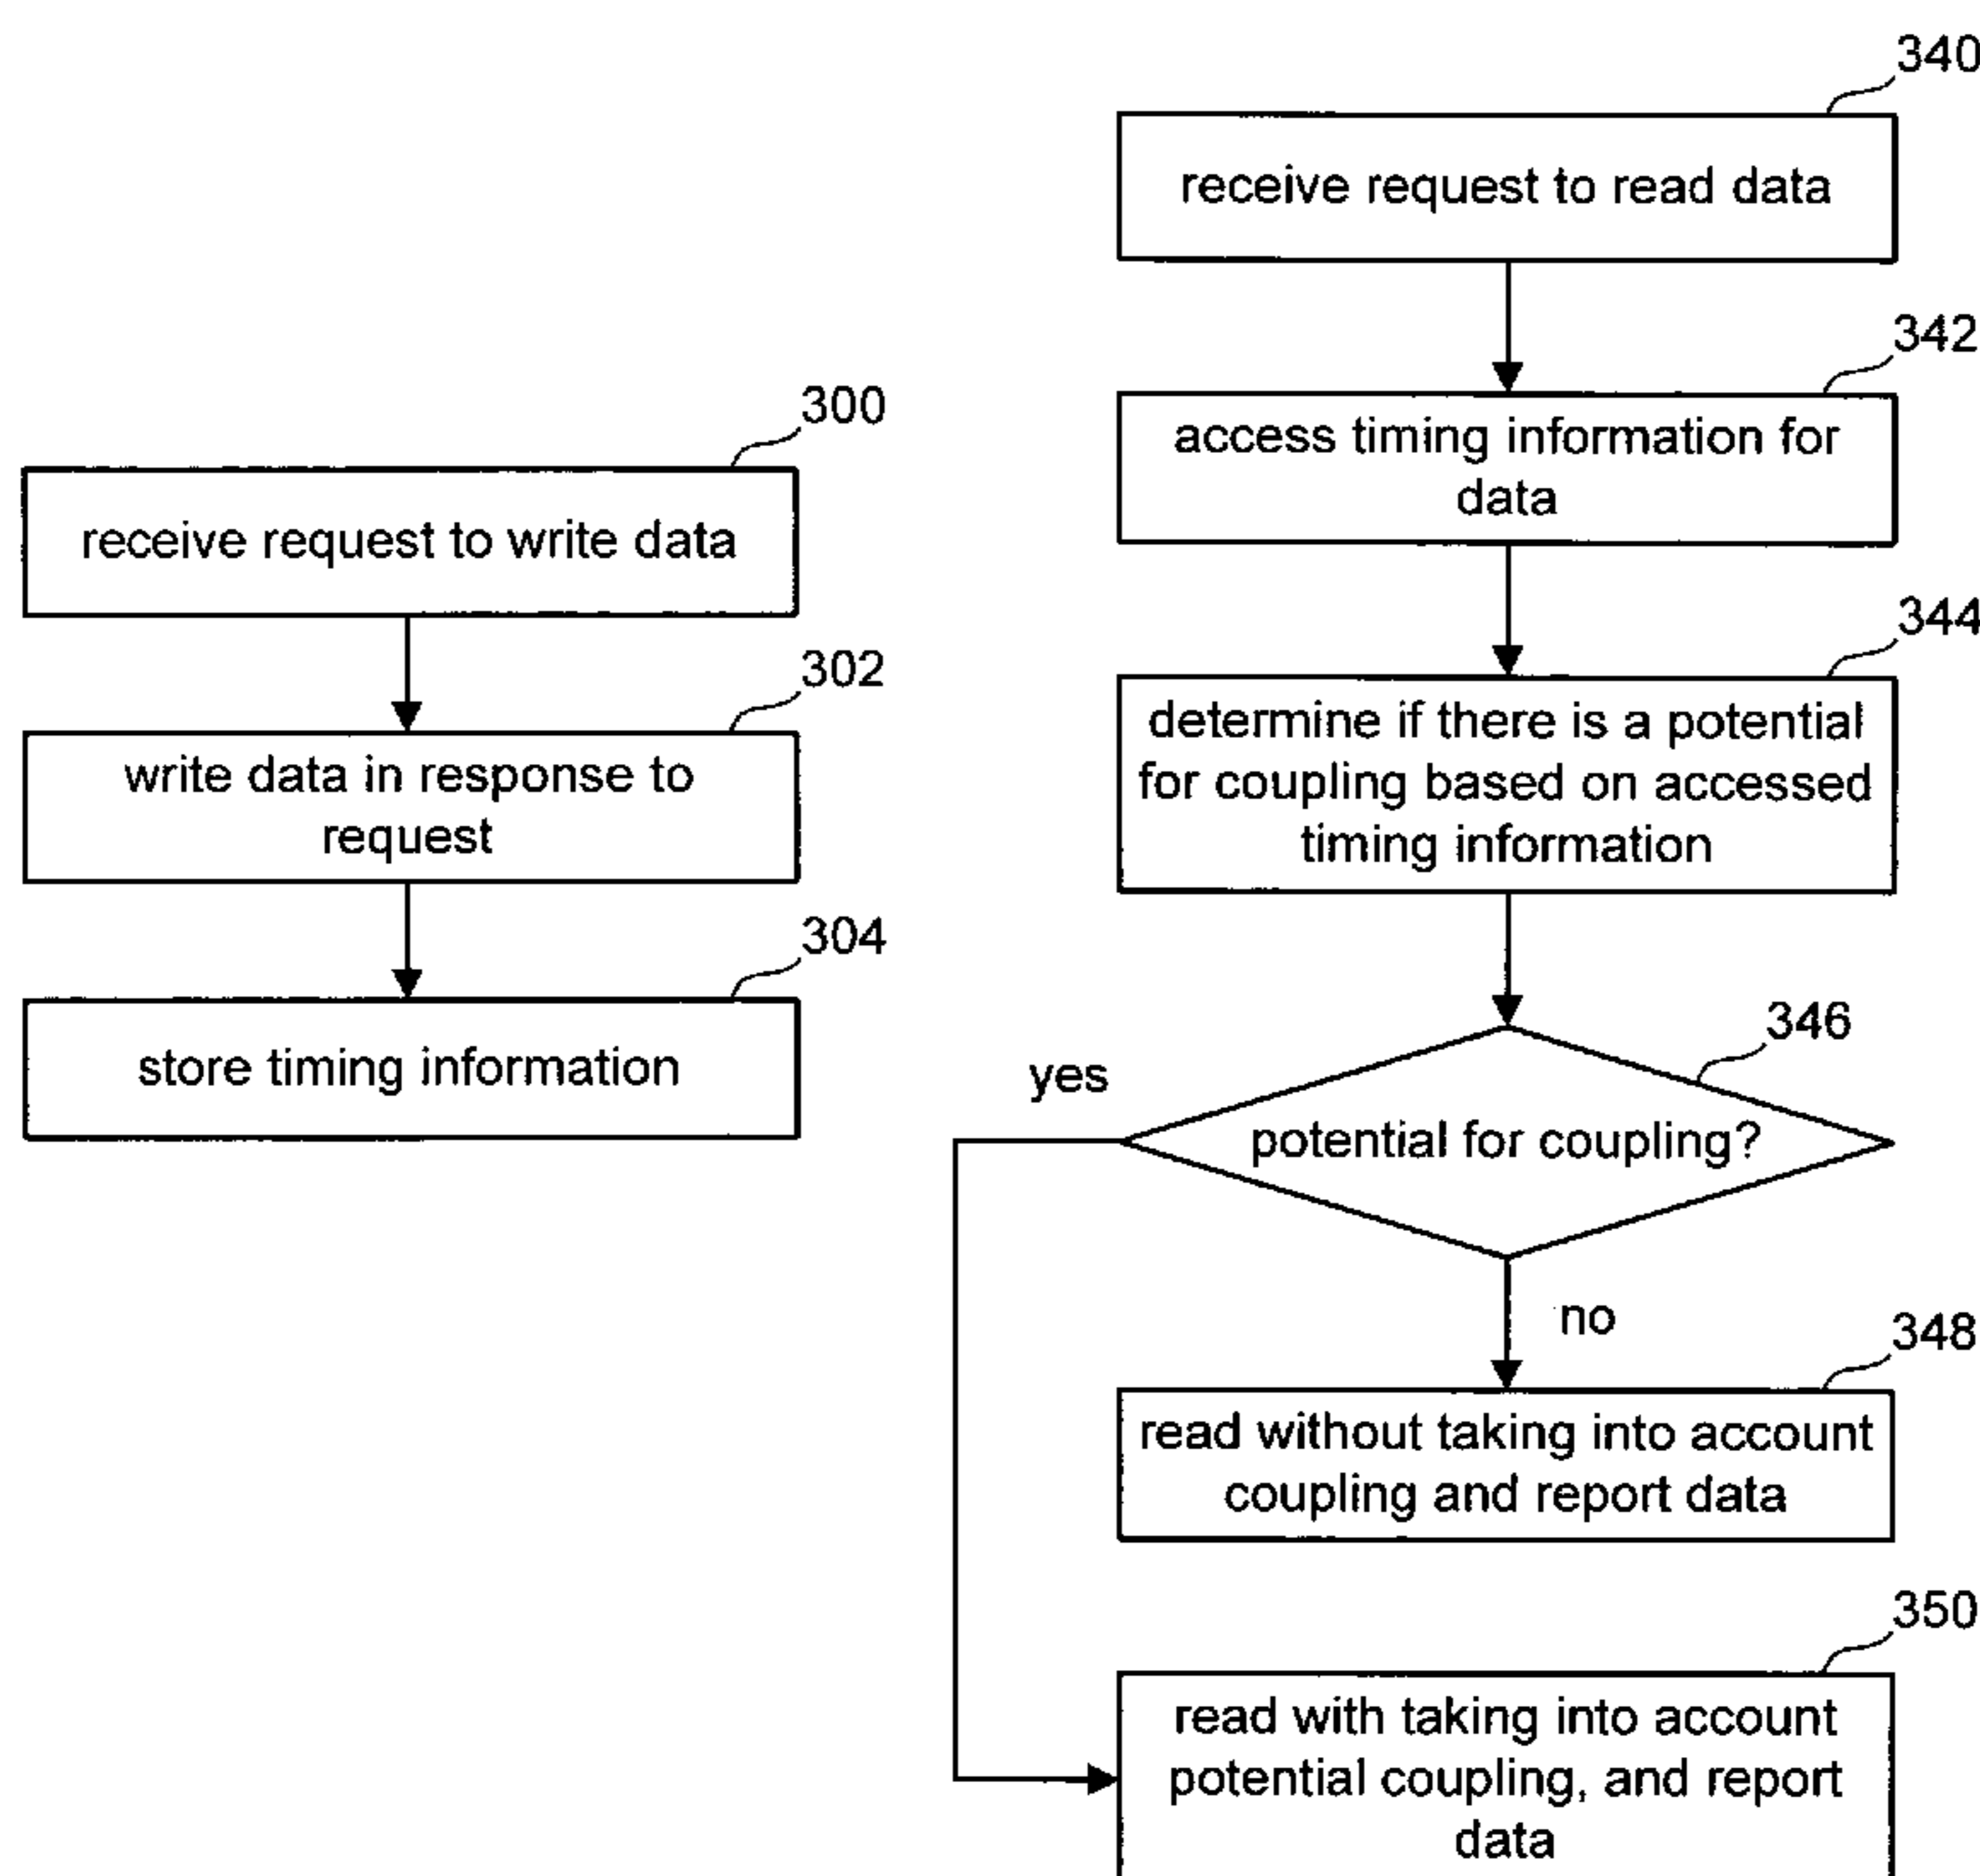 300
receive request to write data
302
write data in response to
request
304
store timing information
340
receive request to read data
342
access timing information for
data
344
determine if there is a potential
for coupling based on accessed
timing information
346
yes
potential for coupling?
no
348
read without taking into account
coupling and report data
350
read with taking into account
potential coupling, and report
data